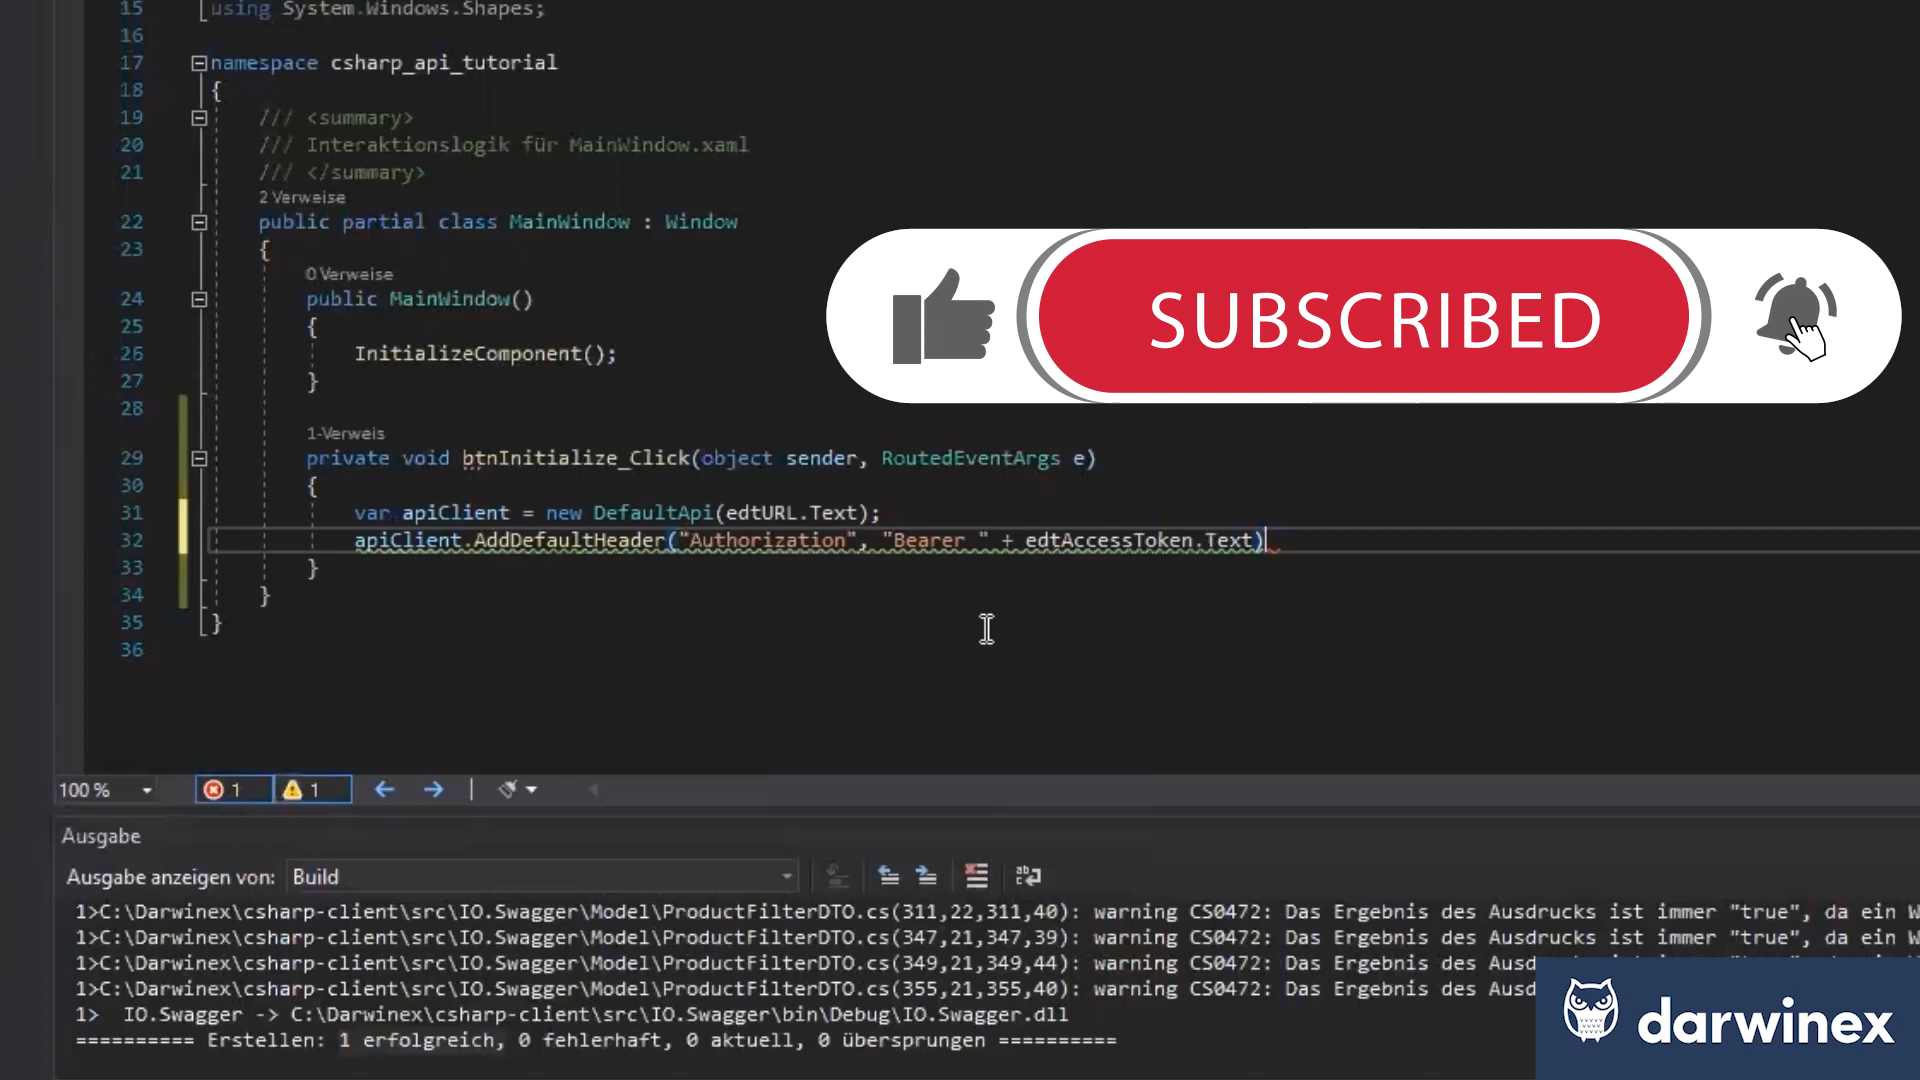 15 using System.Windows.Shapes;
16
17 namespace csharp_api_tutorial
18 {
19 /// <summary>
20 /// Interaktionslogik für MainWindow.xaml
21 /// </summary>
2 Verweise
22 public partial class MainWindow : Window
23 {
0 Verweise
24 public MainWindow()
25 {
26 InitializeComponent();
27 }
28
1-Verweis
29 private void btnInitialize_Click(object sender, RoutedEventArgs e)
30 {
31 var apiClient = new DefaultApi(edtURL.Text);
32 apiClient.AddDefaultHeader("Authorization", "Bearer " + edtAccessToken.Text)
33 }
34 }
35 }
36
SUBSCRIBED
100 % 1 1
Ausgabe
Ausgabe anzeigen von: Build
1>C:\Darwinex\csharp-client\src\IO.Swagger\Model\ProductFilterDTO.cs(311,22,311,40): warning CS0472: Das Ergebnis des Ausdrucks ist immer "true", da ein W
1>C:\Darwinex\csharp-client\src\IO.Swagger\Model\ProductFilterDTO.cs(347,21,347,39): warning CS0472: Das Ergebnis des Ausdrucks ist immer "true", da ein W
1>C:\Darwinex\csharp-client\src\IO.Swagger\Model\ProductFilterDTO.cs(349,21,349,44): warning CS0472: Das Ergebnis des Ausd
1>C:\Darwinex\csharp-client\src\IO.Swagger\Model\ProductFilterDTO.cs(355,21,355,40): warning CS0472: Das Ergebnis des Ausd
1> IO.Swagger -> C:\Darwinex\csharp-client\src\IO.Swagger\bin\Debug\IO.Swagger.dll
========== Erstellen: 1 erfolgreich, 0 fehlerhaft, 0 aktuell, 0 übersprungen ==========
darwinex